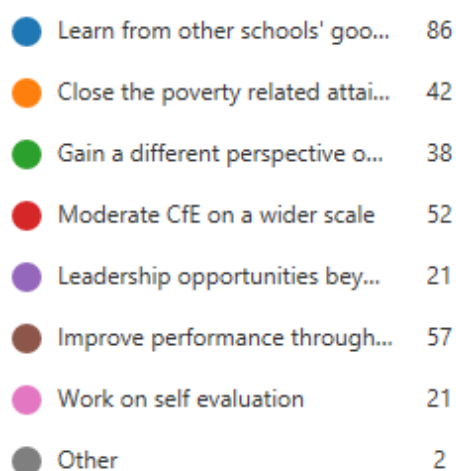 Learn from other schools' goo... 86
Close the poverty related attai... 42
Gain a different perspective o... 38
Moderate CfE on a wider scale 52
Leadership opportunities bey... 21
Improve performance through... 57
Work on self evaluation 21
Other 2